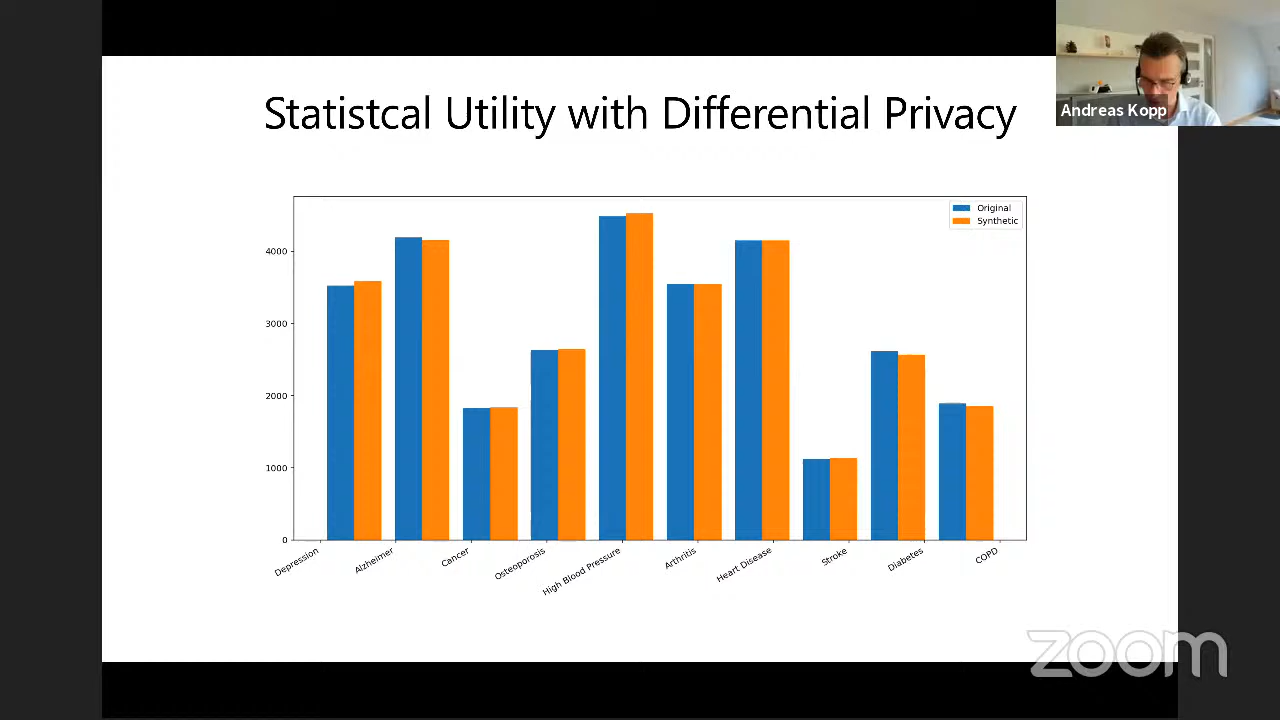 Statistcal Utility with Differential Privacy
Andreas Kopp
Original
Synthetic
4000
3000
2000
1000
0
Depression
Alzheimer
Cancer
Osteoporosis
High Blood Pressure
Arthritis
Heart Disease
Stroke
Diabetes
COPD
zoom